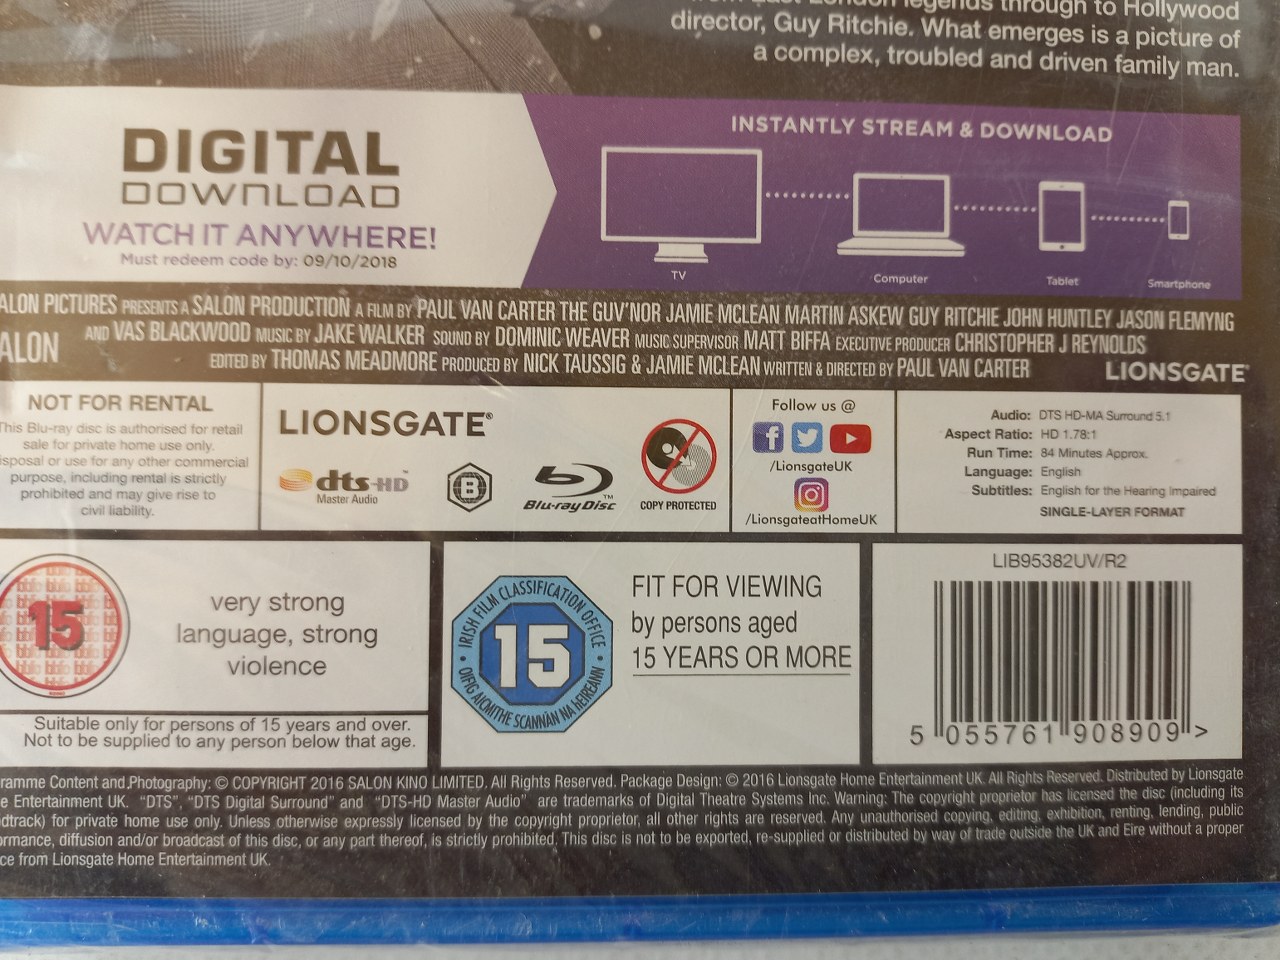 East London legends through to Hollywood
director, Guy Ritchie. What emerges is a picture of
a complex, troubled and driven family man.
DIGITAL
DOWNLOAD
WATCH IT ANYWHERE!
Must redeem code by: 09/10/2018
INSTANTLY STREAM & DOWNLOAD
TV
Computer
Tablet
Smartphone
ALON PICTURES PRESENTS A SALON PRODUCTION A FILM BY PAUL VAN CARTER THE GUV'NOR JAMIE MCLEAN MARTIN ASKEW GUY RITCHIE JOHN HUNTLEY JASON FLEMYNG
AND VAS BLACKWOOD MUSIC BY JAKE WALKER SOUND BY DOMINIC WEAVER MUSIC SUPERVISOR MATT BIFFA EXECUTIVE PRODUCER CHRISTOPHER J REYNOLDS
ALON
EDITED BY THOMAS MEADMORE PRODUCED BY NICK TAUSSIG & JAMIE MCLEAN WRITTEN & DIRECTED BY PAUL VAN CARTER
LIONSGATE®
NOT FOR RENTAL
This Blu-ray disc is authorised for retail
sale for private home use only.
isposal or use for any other commercial
purpose, including rental is strictly
prohibited and may give rise to
civil liability.
LIONSGATE®
dts-HD™
Master Audio
B
Blu-ray Disc™
COPY PROTECTED
Follow us @
/LionsgateUK
/LionsgateatHomeUK
Audio: DTS HD-MA Surround 5.1
Aspect Ratio: HD 1.78:1
Run Time: 84 Minutes Approx.
Language: English
Subtitles: English for the Hearing Impaired
SINGLE-LAYER FORMAT
15
very strong
language, strong
violence
Suitable only for persons of 15 years and over.
Not to be supplied to any person below that age.
IRISH FILM CLASSIFICATION OFFICE
15
OIFIG AICMITHE SCANNÁN NA hEIREANN
FIT FOR VIEWING
by persons aged
15 YEARS OR MORE
LIB95382UV/R2
5 055761 908909 >
ramme Content and Photography: © COPYRIGHT 2016 SALON KINO LIMITED. All Rights Reserved. Package Design: © 2016 Lionsgate Home Entertainment UK. All Rights Reserved. Distributed by Lionsgate
e Entertainment UK. "DTS", "DTS Digital Surround" and "DTS-HD Master Audio" are trademarks of Digital Theatre Systems Inc. Warning: The copyright proprietor has licensed the disc (including its
dtrack) for private home use only. Unless otherwise expressly licensed by the copyright proprietor, all other rights are reserved. Any unauthorised copying, editing, exhibition, renting, lending, public
ormance, diffusion and/or broadcast of this disc, or any part thereof, is strictly prohibited. This disc is not to be exported, re-supplied or distributed by way of trade outside the UK and Eire without a proper
ce from Lionsgate Home Entertainment UK.